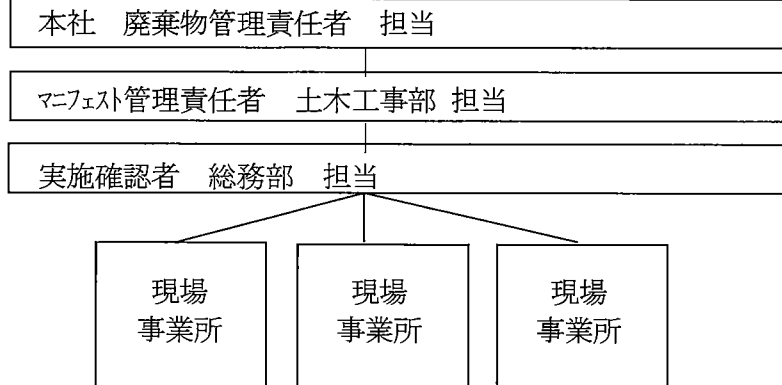 本社　廃棄物管理責任者　担当
ﾏﾆﾌｪｽﾄ管理責任者　土木工事部 担当
実施確認者　総務部　担当
現場
事業所
現場
事業所
現場
事業所